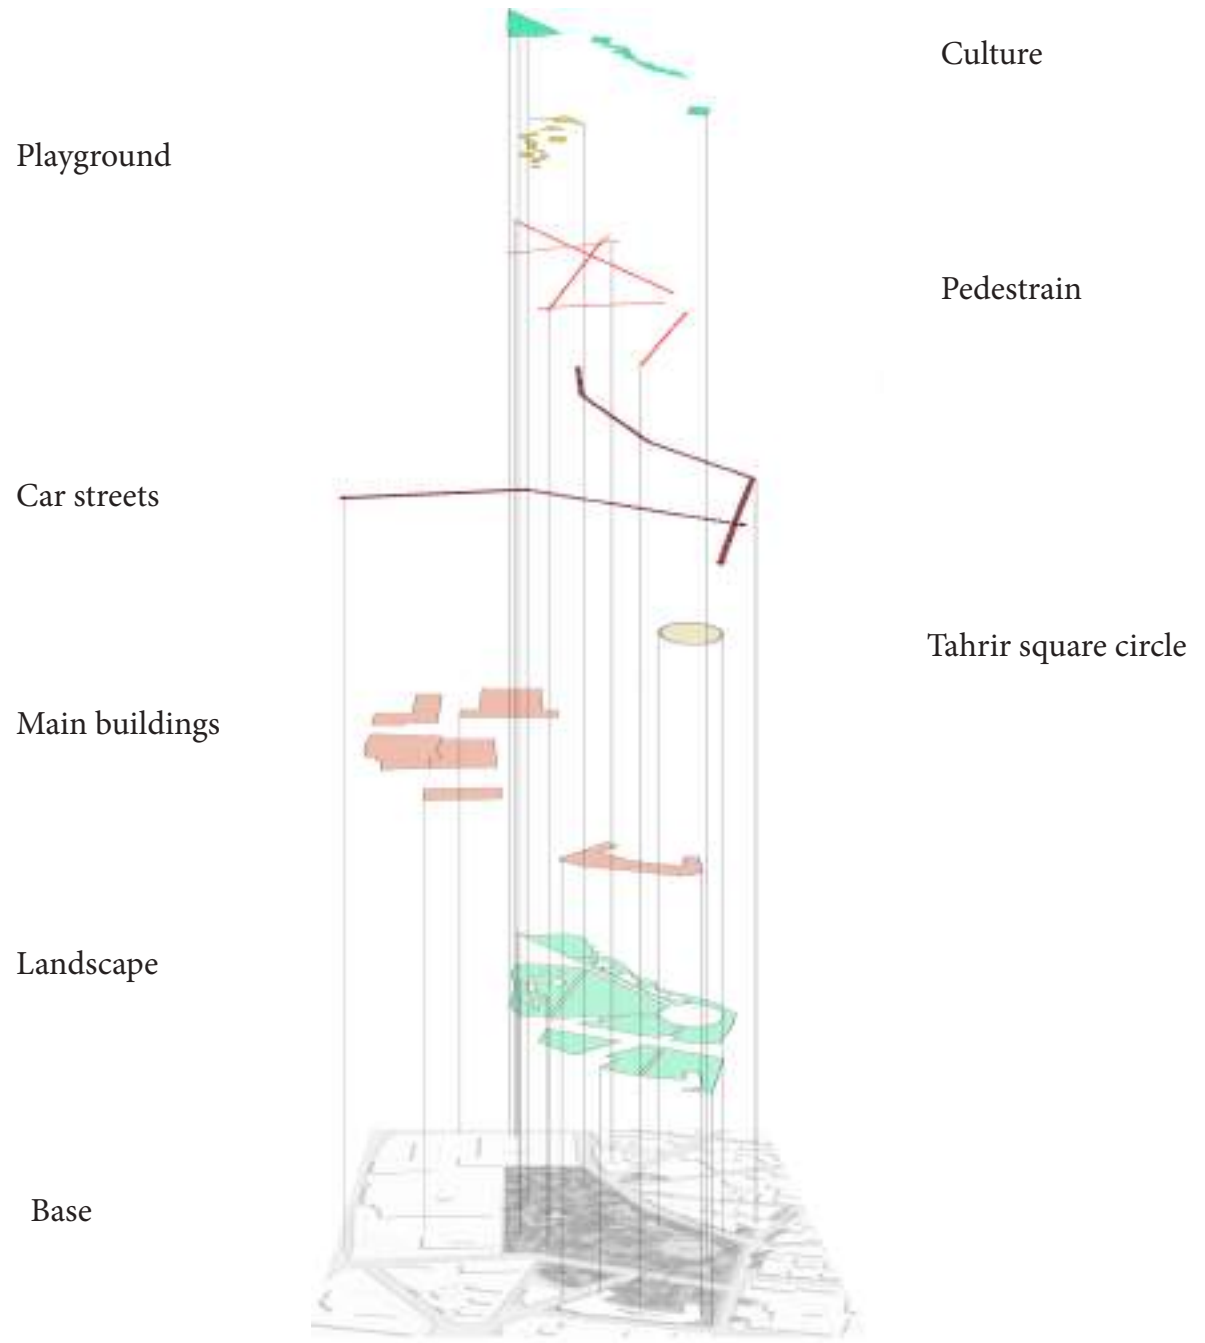 Culture
Playground
Pedestrain
Car streets
Tahrir square circle
Main buildings
Landscape
Base